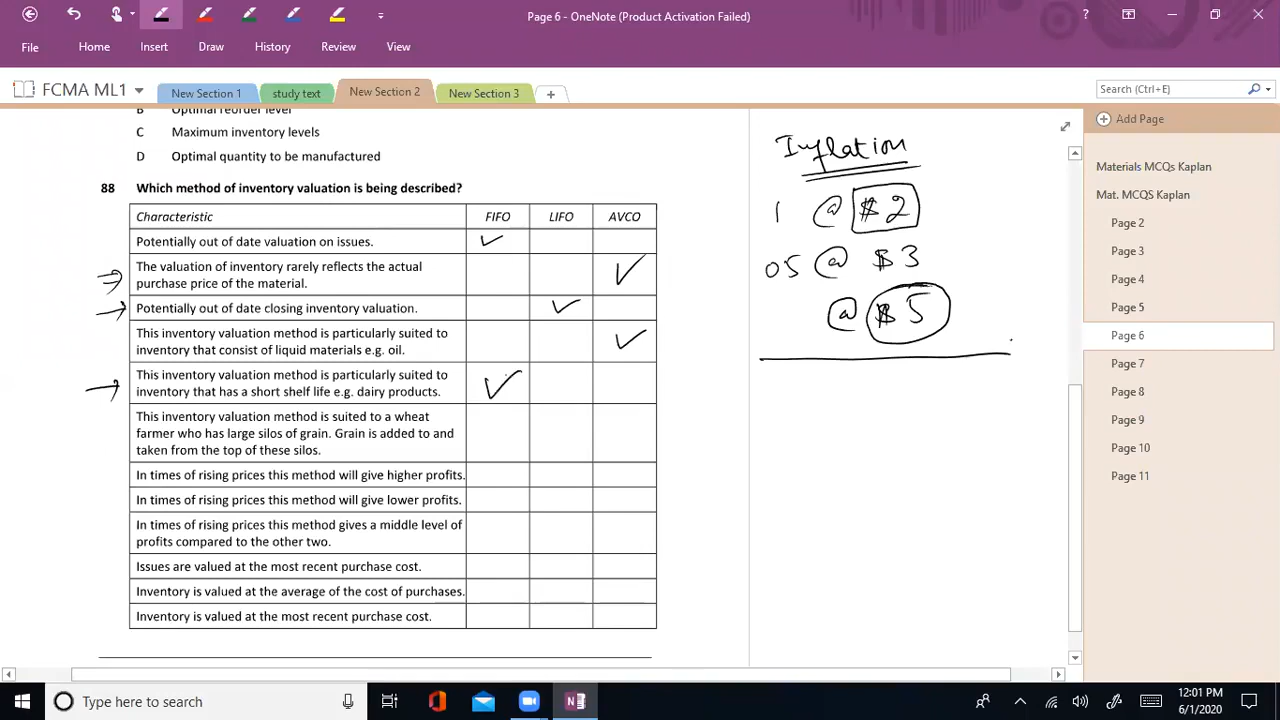 Page 6 - OneNote (Product Activation Failed)
File Home Insert Draw History Review View
FCMA ML1 New Section 1 study text New Section 2 New Section 3 Search (Ctrl+E)
Add Page
B Optimal reorder level
C Maximum inventory levels
D Optimal quantity to be manufactured
88 Which method of inventory valuation is being described?
Characteristic FIFO LIFO AVCO
Potentially out of date valuation on issues.
The valuation of inventory rarely reflects the actual
purchase price of the material.
Potentially out of date closing inventory valuation.
This inventory valuation method is particularly suited to
inventory that consist of liquid materials e.g. oil.
This inventory valuation method is particularly suited to
inventory that has a short shelf life e.g. dairy products.
This inventory valuation method is suited to a wheat
farmer who has large silos of grain. Grain is added to and
taken from the top of these silos.
In times of rising prices this method will give higher profits.
In times of rising prices this method will give lower profits.
In times of rising prices this method gives a middle level of
profits compared to the other two.
Issues are valued at the most recent purchase cost.
Inventory is valued at the average of the cost of purchases.
Inventory is valued at the most recent purchase cost.
Inflation
1 @ $2
05 @ $3
@ $5
Materials MCQs Kaplan
Mat. MCQS Kaplan
Page 2
Page 3
Page 4
Page 5
Page 6
Page 7
Page 8
Page 9
Page 10
Page 11
Type here to search
12:01 PM
6/1/2020